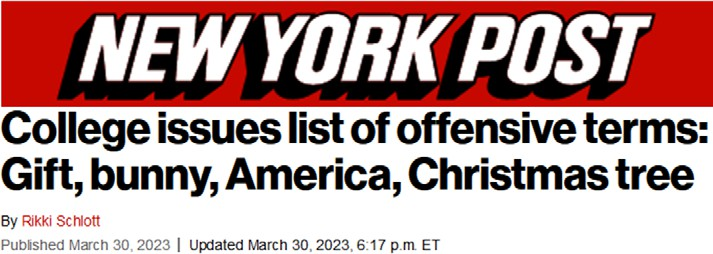 NEW YORK POST
College issues list of offensive terms:
Gift, bunny, America, Christmas tree
By Rikki Schlott
Published March 30, 2023 | Updated March 30, 2023, 6:17 p.m. ET